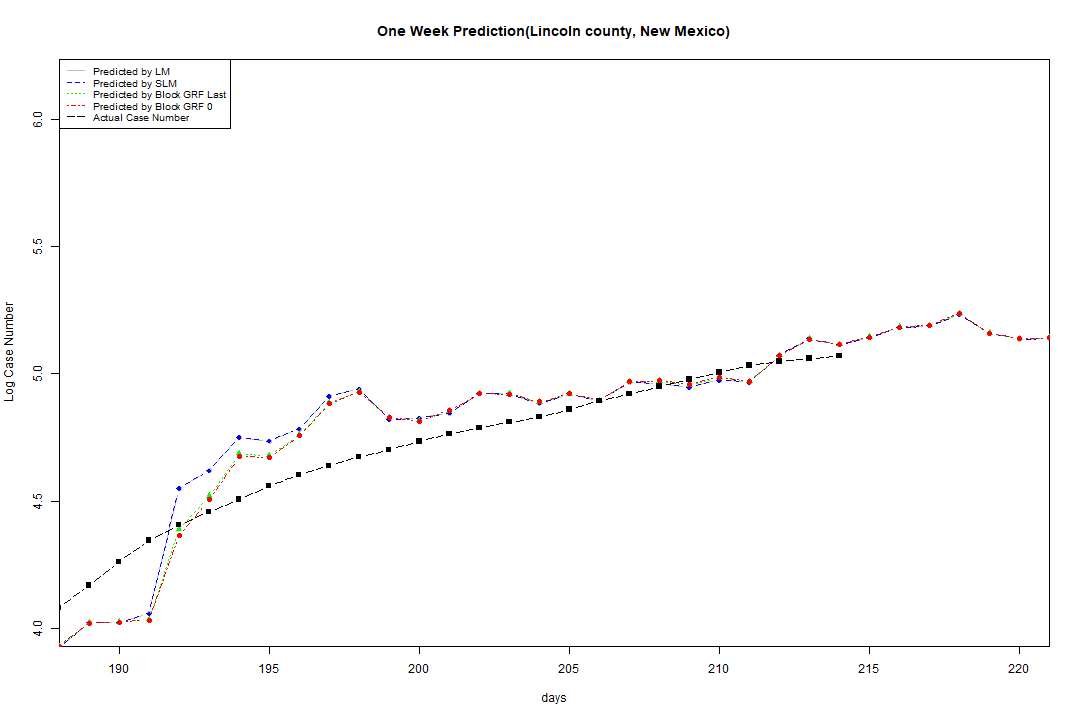 One Week Prediction(Lincoln county, New Mexico)
Predicted by LM
Predicted by SLM
Predicted by Block GRF Last
Predicted by Block GRF 0
Actual Case Number
6.0
5.5
5.0
4.5
4.0
Log Case Number
190 195 200 205 210 215 220
days